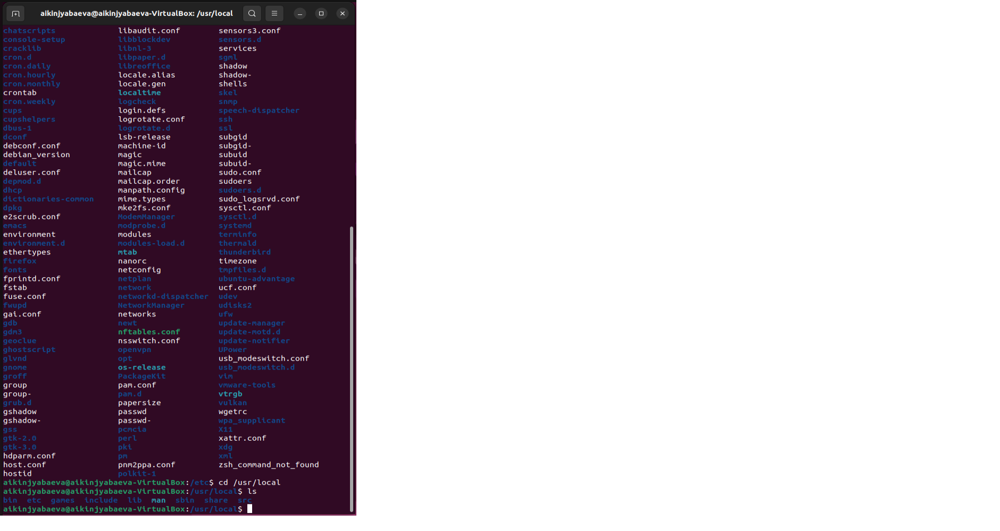 aikinjyabaeva@aikinjyabaeva-VirtualBox: /usr/local
chatscripts libaudit.conf sensors3.conf
console-setup libblockdev sensors.d
cracklib libnl-3 services
cron.d libpaper.d sgml
cron.daily libreoffice shadow
cron.hourly locale.alias shadow-
cron.monthly locale.gen shells
crontab localtime skel
cron.weekly logcheck snmp
cups login.defs speech-dispatcher
cupshelpers logrotate.conf ssh
dbus-1 logrotate.d ssl
dconf lsb-release subgid
debconf.conf machine-id subgid-
debian_version magic subuid
default magic.mime subuid-
deluser.conf mailcap sudo.conf
depmod.d mailcap.order sudoers
dhcp manpath.config sudoers.d
dictionaries-common mime.types sudo_logsrvd.conf
dpkg mke2fs.conf sysctl.conf
e2scrub.conf ModemManager sysctl.d
emacs modprobe.d systemd
environment modules terminfo
environment.d modules-load.d thermald
ethertypes mtab thunderbird
firefox nanorc timezone
fonts netconfig tmpfiles.d
fprintd.conf netplan ubuntu-advantage
fstab network ucf.conf
fuse.conf networkd-dispatcher udev
fwupd NetworkManager udisks2
gai.conf networks ufw
gdb newt update-manager
gdm3 nftables.conf update-motd.d
geoclue nsswitch.conf update-notifier
ghostscript openvpn UPower
glvnd opt usb_modeswitch.conf
gnome os-release usb_modeswitch.d
groff PackageKit vim
group pam.conf vmware-tools
group- pam.d vtrgb
grub.d papersize vulkan
gshadow passwd wgetrc
gshadow- passwd- wpa_supplicant
gss pcmcia X11
gtk-2.0 perl xattr.conf
gtk-3.0 pki xdg
hdparm.conf pm xml
host.conf pnm2ppa.conf zsh_command_not_found
hostid polkit-1
aikinjyabaeva@aikinjyabaeva-VirtualBox:/etc$ cd /usr/local
aikinjyabaeva@aikinjyabaeva-VirtualBox:/usr/local$ ls
bin etc games include lib man sbin share src
aikinjyabaeva@aikinjyabaeva-VirtualBox:/usr/local$